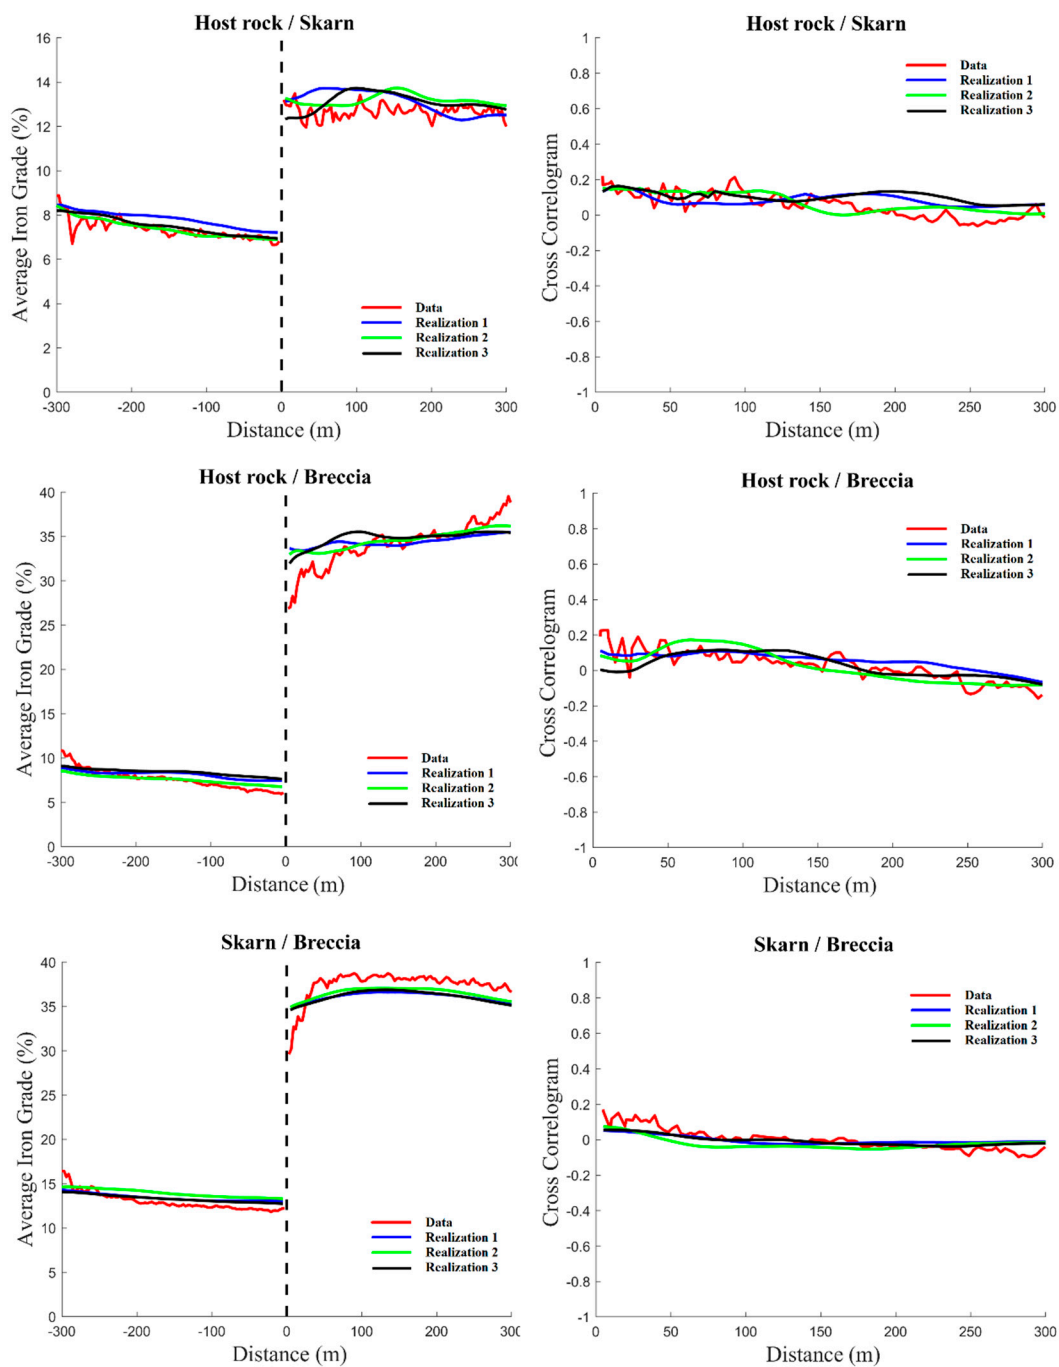 Host rock / Skarn
Average Iron Grade (%)
16
14
12
10
8
6
4
2
0
-300
-200
-100
0
100
200
300
Distance (m)
Data
Realization 1
Realization 2
Realization 3
Host rock / Skarn
Cross Correlogram
1
0.8
0.6
0.4
0.2
0
-0.2
-0.4
-0.6
-0.8
-1
0
50
100
150
200
250
300
Distance (m)
Data
Realization 1
Realization 2
Realization 3
Host rock / Breccia
Average Iron Grade (%)
40
35
30
25
20
15
10
5
0
-300
-200
-100
0
100
200
300
Distance (m)
Data
Realization 1
Realization 2
Realization 3
Host rock / Breccia
Cross Correlogram
1
0.8
0.6
0.4
0.2
0
-0.2
-0.4
-0.6
-0.8
-1
0
50
100
150
200
250
300
Distance (m)
Data
Realization 1
Realization 2
Realization 3
Skarn / Breccia
Average Iron Grade (%)
40
35
30
25
20
15
10
5
0
-300
-200
-100
0
100
200
300
Distance (m)
Data
Realization 1
Realization 2
Realization 3
Skarn / Breccia
Cross Correlogram
1
0.8
0.6
0.4
0.2
0
-0.2
-0.4
-0.6
-0.8
-1
0
50
100
150
200
250
300
Distance (m)
Data
Realization 1
Realization 2
Realization 3